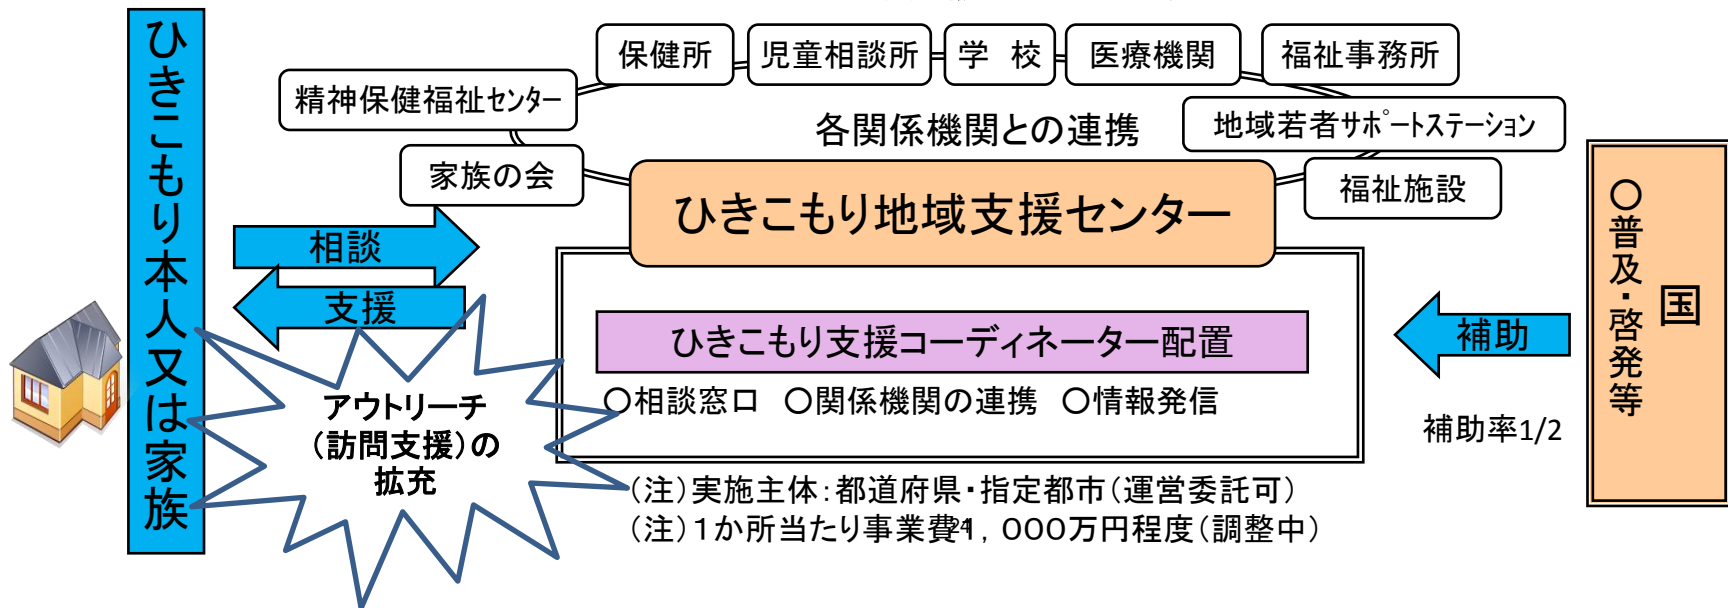 ひきこもり本人又は家族
保健所
児童相談所
学 校
医療機関
福祉事務所
精神保健福祉センター
地域若者サポートステーション
各関係機関との連携
家族の会
福祉施設
ひきこもり地域支援センター
相談
支援
ひきこもり支援コーディネーター配置
○相談窓口 ○関係機関の連携 ○情報発信
アウトリーチ
(訪問支援)の
拡充
補助
補助率1/2
国
○普及・啓発等
(注)実施主体:都道府県・指定都市(運営委託可)
(注)1か所当たり事業費1,000万円程度(調整中)